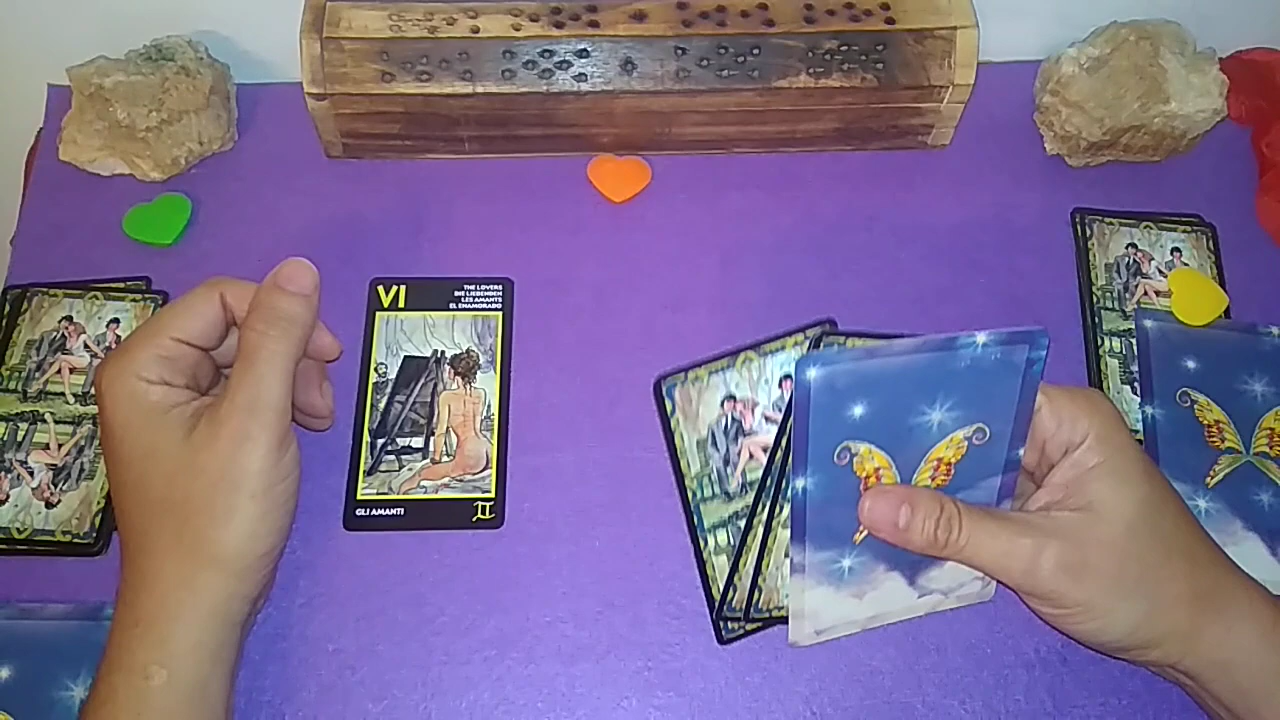 VI
THE LOVERS
DIE LIEBENDEN
LES AMANTS
EL ENAMORADO
GLI AMANTI